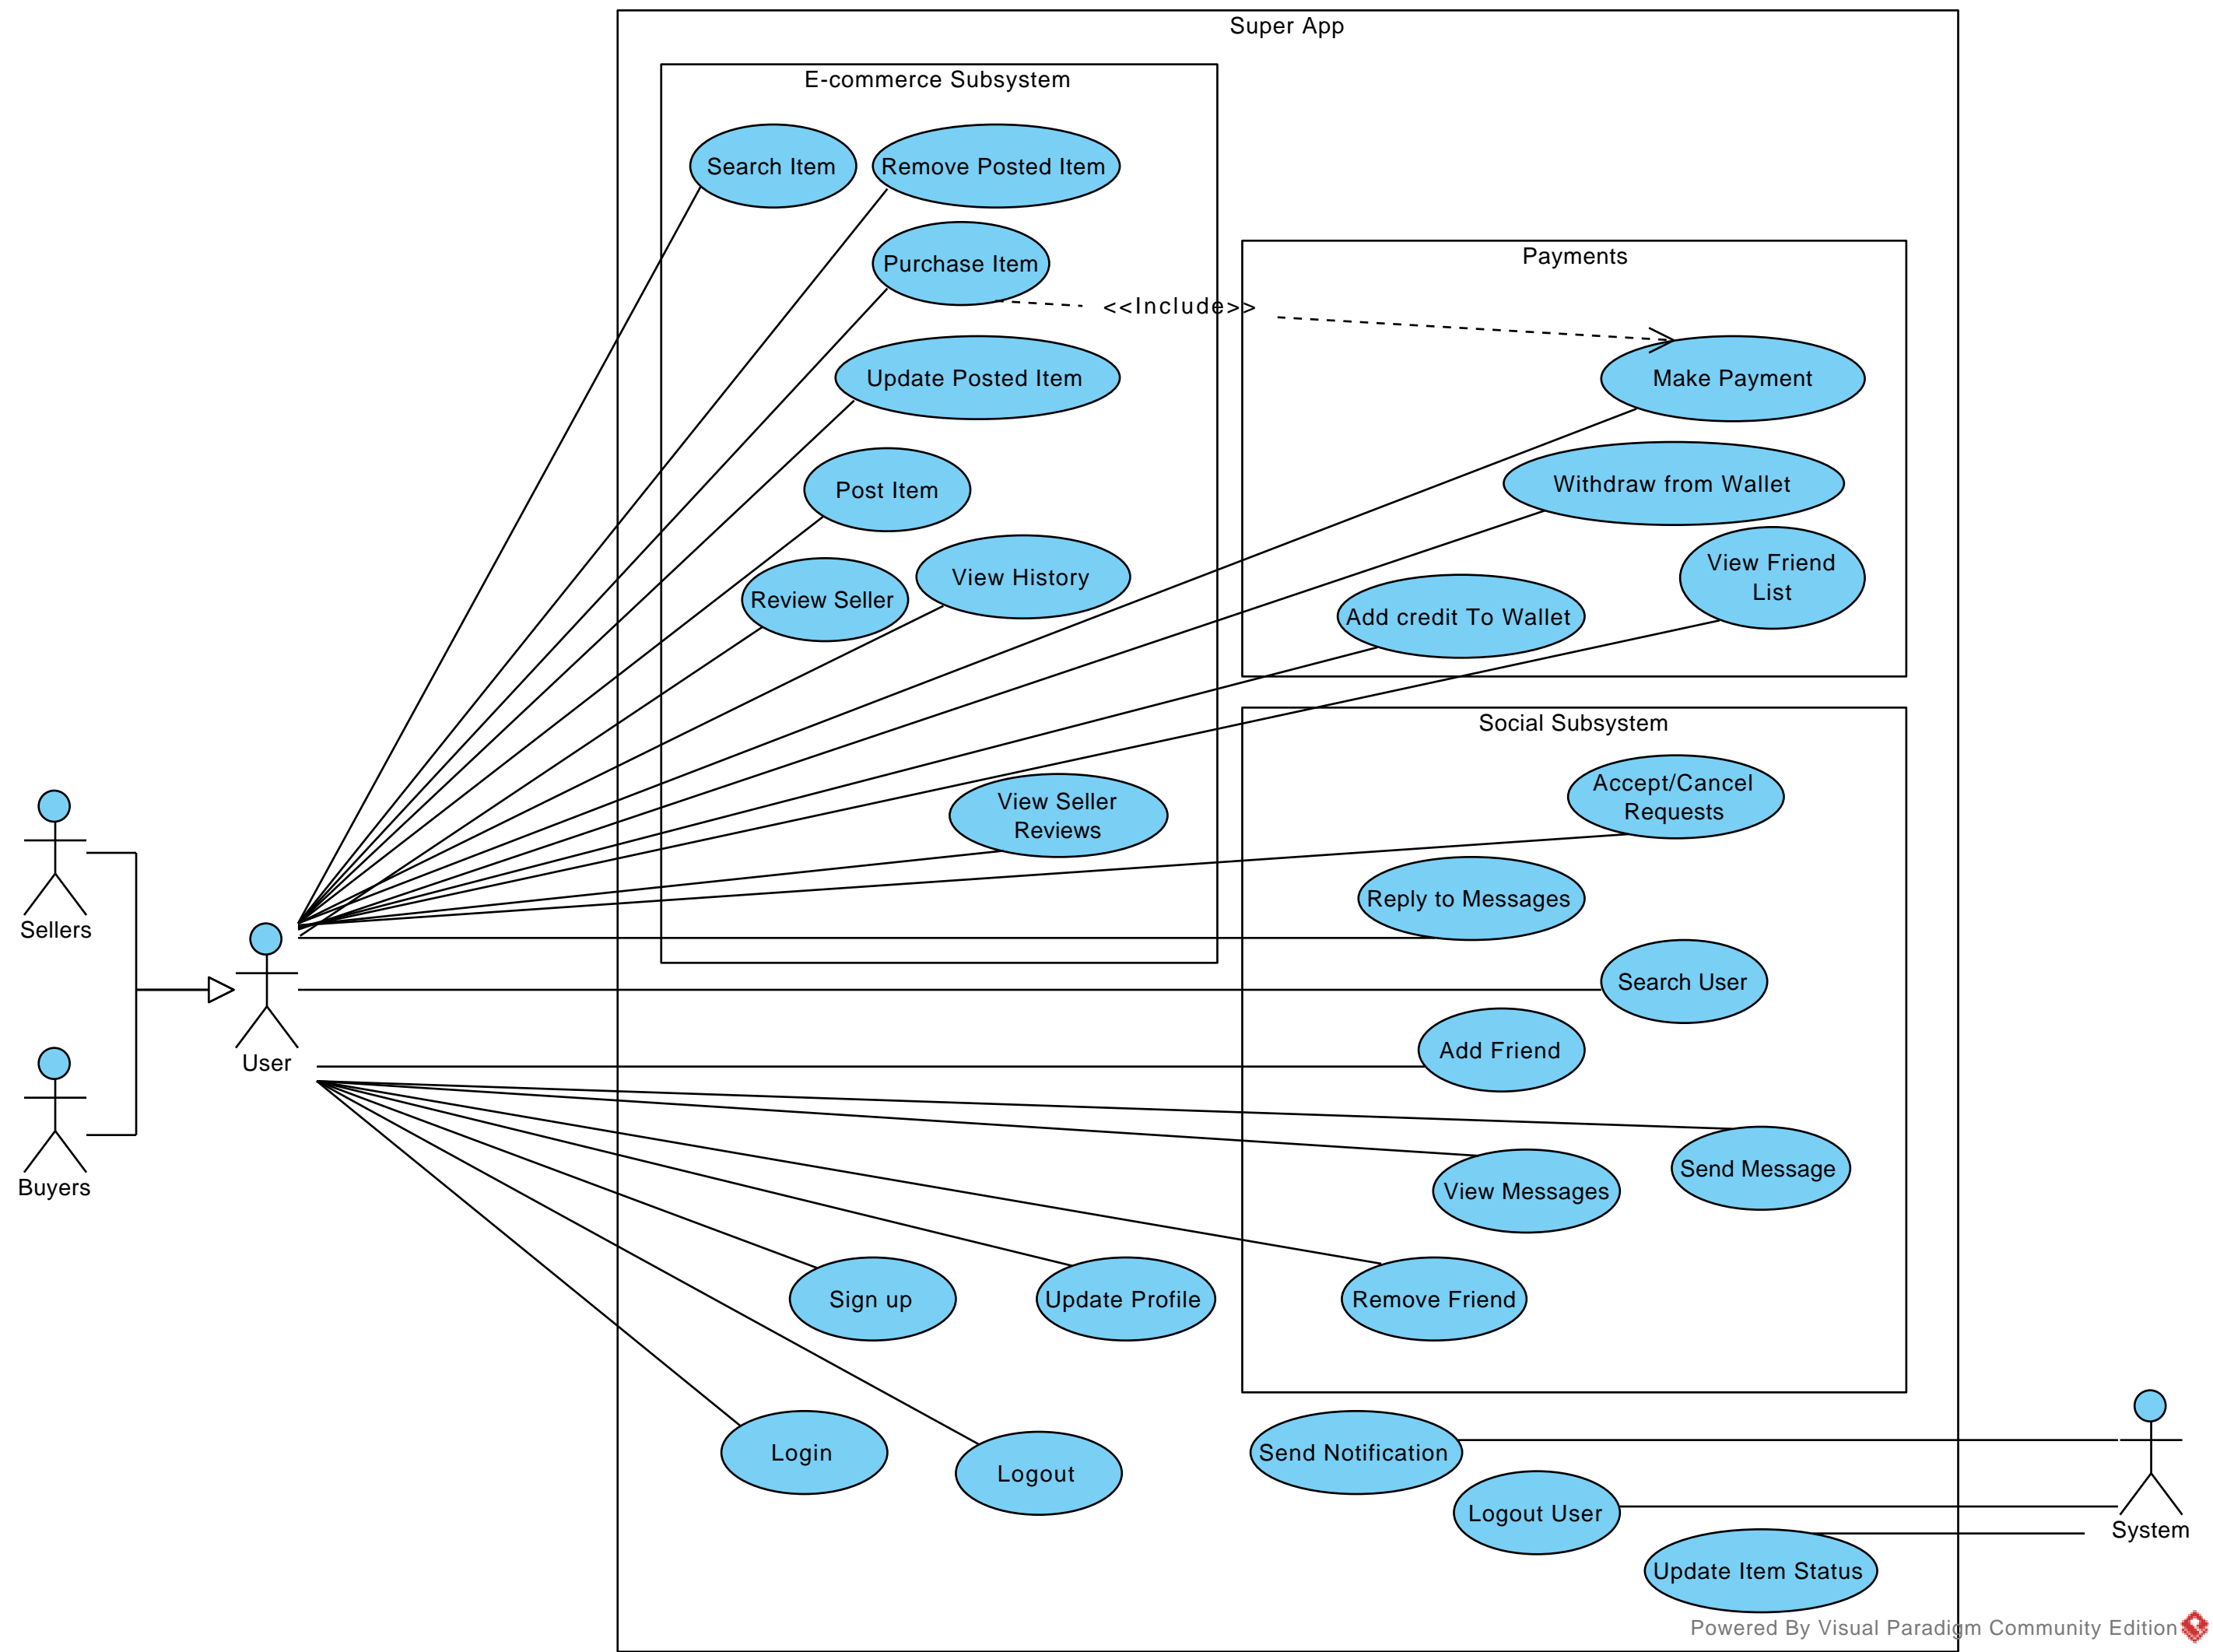 Super App
E-commerce Subsystem
Search Item
Remove Posted Item
Purchase Item
<<Include>>
Update Posted Item
Post Item
View History
Review Seller
View Seller
Reviews
Payments
Make Payment
Withdraw from Wallet
View Friend
List
Add credit To Wallet
Social Subsystem
Accept/Cancel
Requests
Reply to Messages
Search User
Add Friend
Send Message
View Messages
Remove Friend
Sellers
User
Buyers
Sign up
Update Profile
Login
Logout
Send Notification
Logout User
Update Item Status
System
Powered By Visual Paradigm Community Edition